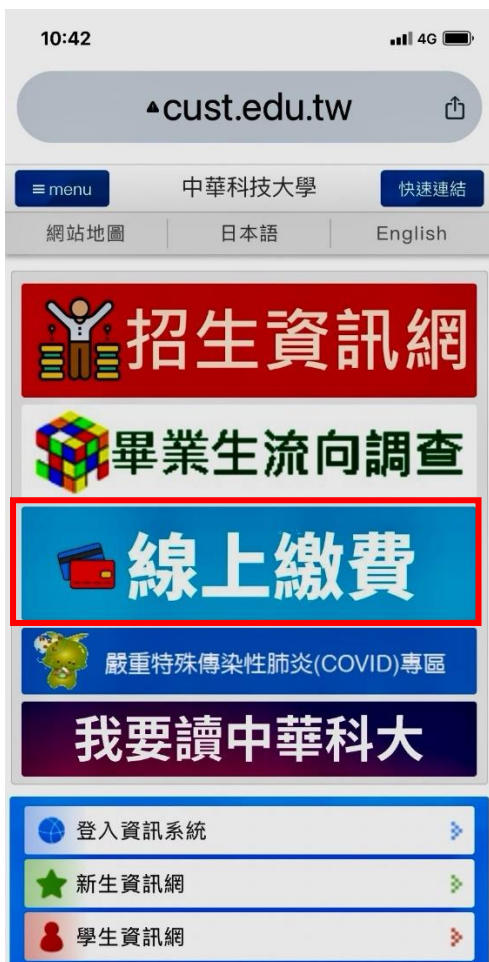 10:42 4G
cust.edu.tw
menu 中華科技大學 快速連結
網站地圖 日本語 English
招生資訊網
畢業生流向調查
線上繳費
嚴重特殊傳染性肺炎(COVID)專區
我要讀中華科大
登入資訊系統
新生資訊網
學生資訊網